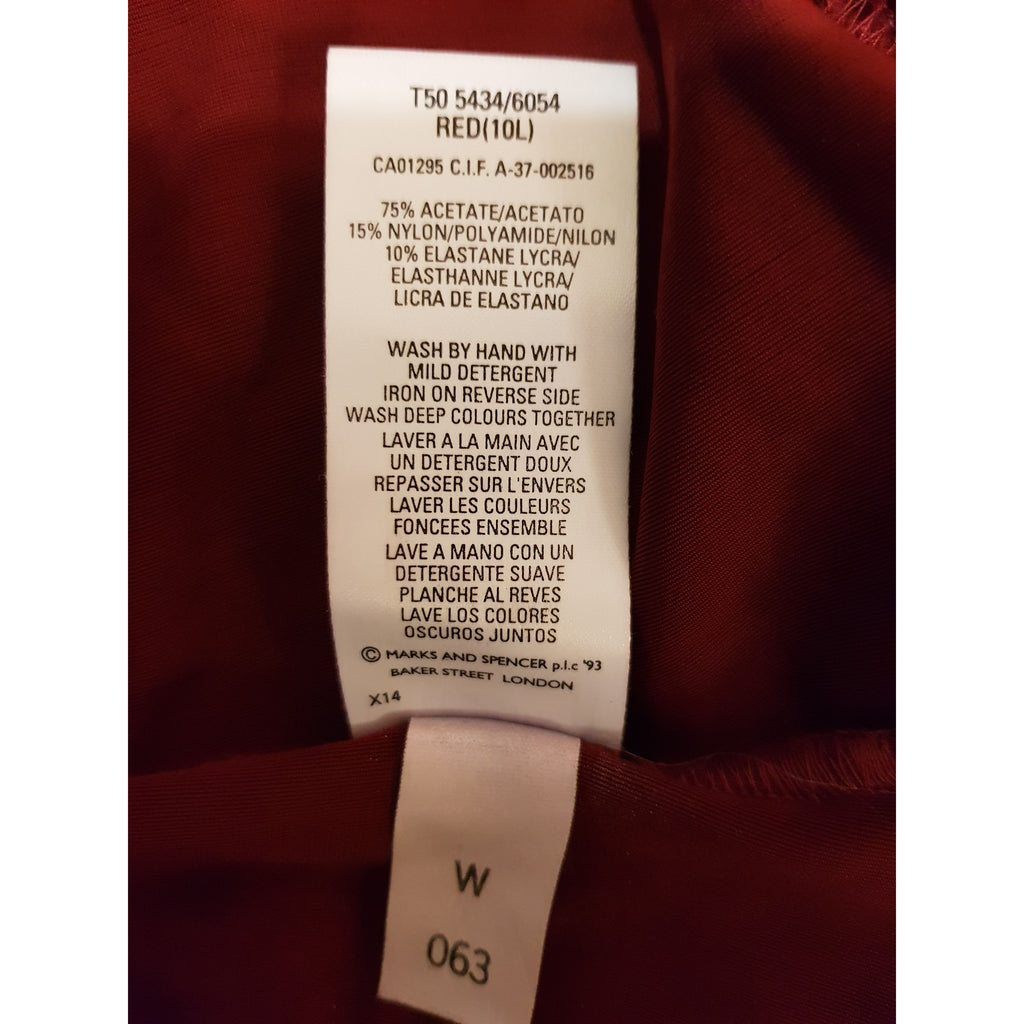 T50 5434/6054
RED(10L)
CA01295 C.I.F. A-37-002516
75% ACETATE/ACETATO
15% NYLON/POLYAMIDE/NILON
10% ELASTANE LYCRA/
ELASTHANNE LYCRA/
LICRA DE ELASTANO
WASH BY HAND WITH
MILD DETERGENT
IRON ON REVERSE SIDE
WASH DEEP COLOURS TOGETHER
LAVER A LA MAIN AVEC
UN DETERGENT DOUX
REPASSER SUR L'ENVERS
LAVER LES COULEURS
FONCEES ENSEMBLE
LAVE A MANO CON UN
DETERGENTE SUAVE
PLANCHE AL REVES
LAVE LOS COLORES
OSCUROS JUNTOS
© MARKS AND SPENCER p.l.c '93
BAKER STREET LONDON
X14
W
063